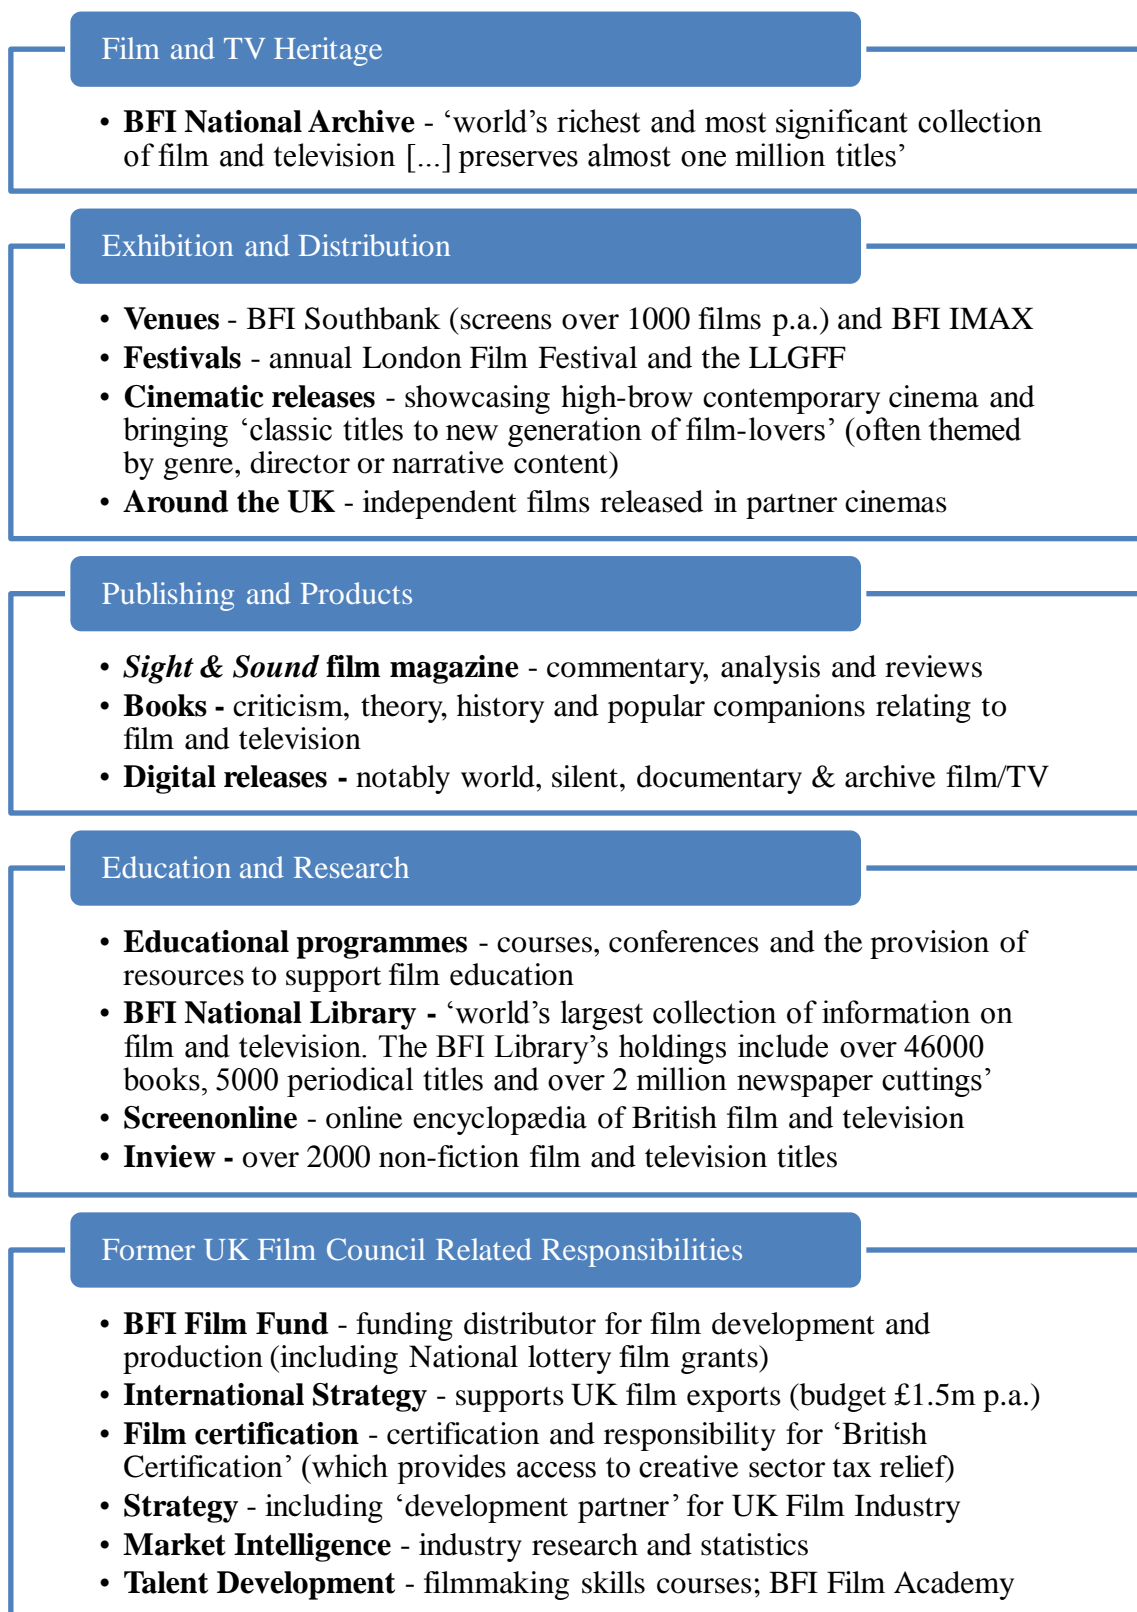 Film and TV Heritage
• BFI National Archive - ‘world’s richest and most significant collection
of film and television [...] preserves almost one million titles’
Exhibition and Distribution
• Venues - BFI Southbank (screens over 1000 films p.a.) and BFI IMAX
• Festivals - annual London Film Festival and the LLGFF
• Cinematic releases - showcasing high-brow contemporary cinema and
bringing ‘classic titles to new generation of film-lovers’ (often themed
by genre, director or narrative content)
• Around the UK - independent films released in partner cinemas
Publishing and Products
• Sight & Sound film magazine - commentary, analysis and reviews
• Books - criticism, theory, history and popular companions relating to
film and television
• Digital releases - notably world, silent, documentary & archive film/TV
Education and Research
• Educational programmes - courses, conferences and the provision of
resources to support film education
• BFI National Library - ‘world’s largest collection of information on
film and television. The BFI Library’s holdings include over 46000
books, 5000 periodical titles and over 2 million newspaper cuttings’
• Screenonline - online encyclopædia of British film and television
• Inview - over 2000 non-fiction film and television titles
Former UK Film Council Related Responsibilities
• BFI Film Fund - funding distributor for film development and
production (including National lottery film grants)
• International Strategy - supports UK film exports (budget £1.5m p.a.)
• Film certification - certification and responsibility for ‘British
Certification’ (which provides access to creative sector tax relief)
• Strategy - including ‘development partner’ for UK Film Industry
• Market Intelligence - industry research and statistics
• Talent Development - filmmaking skills courses; BFI Film Academy